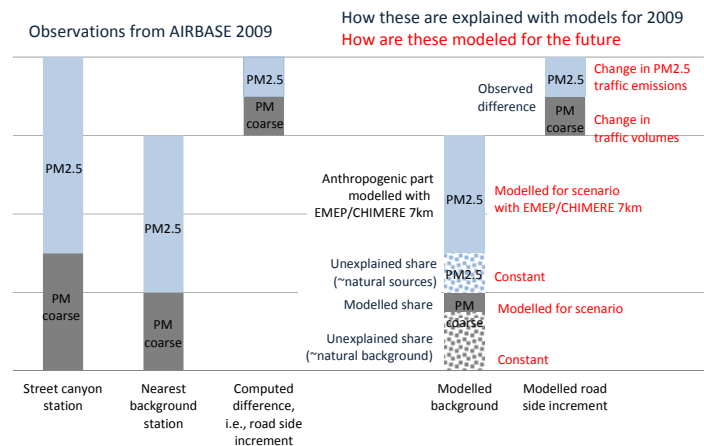 Observations from AIRBASE 2009
How these are explained with models for 2009
How are these modeled for the future
PM2.5
PM
coarse
PM2.5
PM
coarse
PM2.5
PM
coarse
Observed
difference
PM2.5
PM
coarse
Change in PM2.5
traffic emissions
Change in
traffic volumes
Anthropogenic part
modelled with
EMEP/CHIMERE 7km
PM2.5
Modelled for scenario
with EMEP/CHIMERE 7km
Unexplained share
(~natural sources)
PM2.5
Constant
Modelled share
PM
coarse
Modelled for scenario
Unexplained share
(~natural background)
Constant
Street canyon
station
Nearest
background
station
Computed
difference,
i.e., road side
increment
Modelled
background
Modelled road
side increment